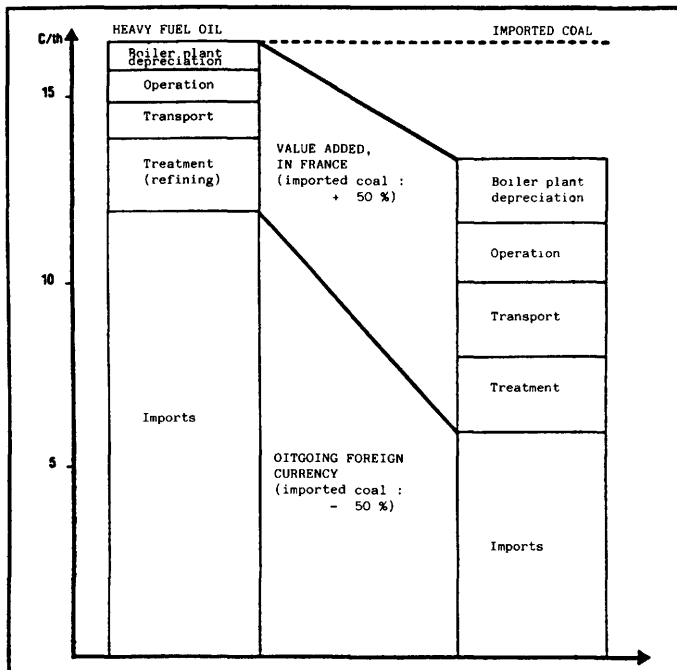 HEAVY FUEL OIL
IMPORTED COAL
C/th
Boiler plant
depreciation
Operation
15
Transport
Treatment
(refining)
VALUE ADDED,
IN FRANCE
(imported coal :
+ 50 %)
Boiler plant
depreciation
Operation
10
Transport
Treatment
Imports
5
OITGOING FOREIGN
CURRENCY
(imported coal :
- 50 %)
Imports